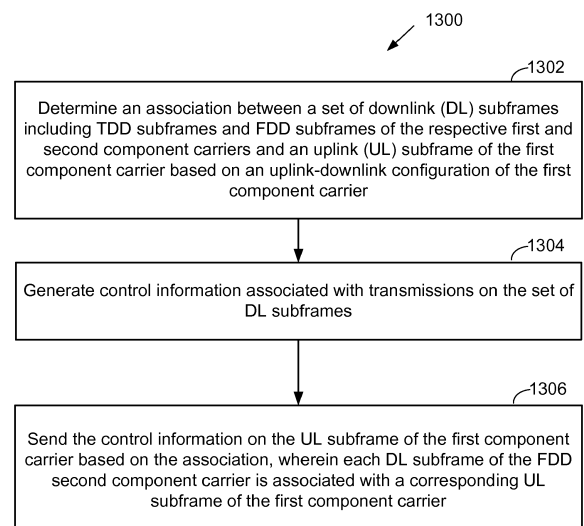 1300
1302
Determine an association between a set of downlink (DL) subframes
including TDD subframes and FDD subframes of the respective first and
second component carriers and an uplink (UL) subframe of the first
component carrier based on an uplink-downlink configuration of the first
component carrier
1304
Generate control information associated with transmissions on the set of
DL subframes
1306
Send the control information on the UL subframe of the first component
carrier based on the association, wherein each DL subframe of the FDD
second component carrier is associated with a corresponding UL
subframe of the first component carrier